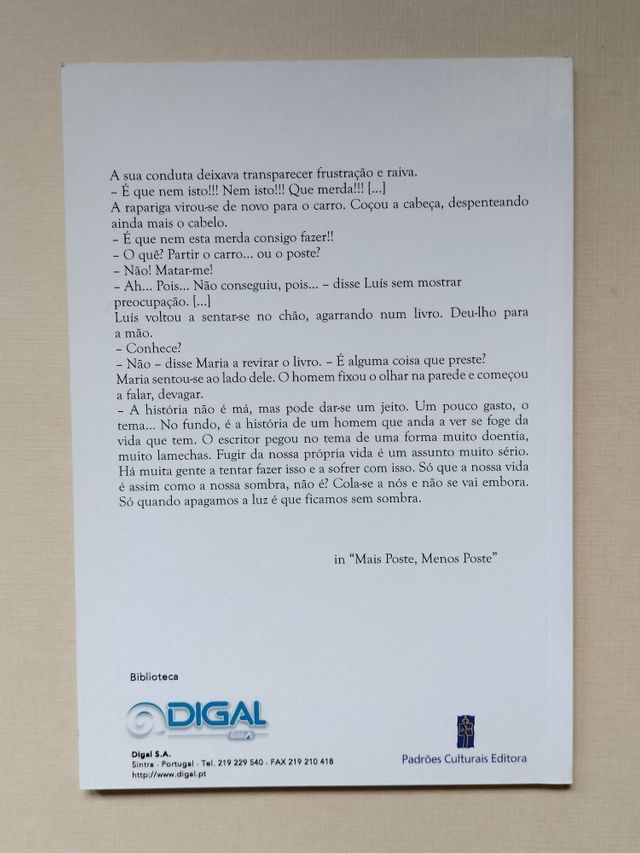 A sua conduta deixava transparecer frustração e raiva.
– É que nem isto!!! Nem isto!!! Que merda!!! [...]
A rapariga virou-se de novo para o carro. Coçou a cabeça, despenteando
ainda mais o cabelo.
– É que nem esta merda consigo fazer!!
– O quê? Partir o carro... ou o poste?
– Não! Matar-me!
– Ah... Pois... Não conseguiu, pois... – disse Luís sem mostrar
preocupação. [...]
Luís voltou a sentar-se no chão, agarrando num livro. Deu-lho para
a mão.
– Conhece?
– Não – disse Maria a revirar o livro. – É alguma coisa que preste?
Maria sentou-se ao lado dele. O homem fixou o olhar na parede e começou
a falar, devagar.
– A história não é má, mas pode dar-se um jeito. Um pouco gasto, o
tema... No fundo, é a história de um homem que anda a ver se foge da
vida que tem. O escritor pegou no tema de uma forma muito doentia,
muito lamechas. Fugir da nossa própria vida é um assunto muito sério.
Há muita gente a tentar fazer isso e a sofrer com isso. Só que a nossa vida
é assim como a nossa sombra, não é? Cola-se a nós e não se vai embora.
Só quando apagamos a luz é que ficamos sem sombra.
in “Mais Poste, Menos Poste”
Biblioteca
DIGAL
Digal S.A.
Sintra · Portugal · Tel. 219 229 540 · FAX 219 210 418
http://www.digal.pt
Padrões Culturais Editora